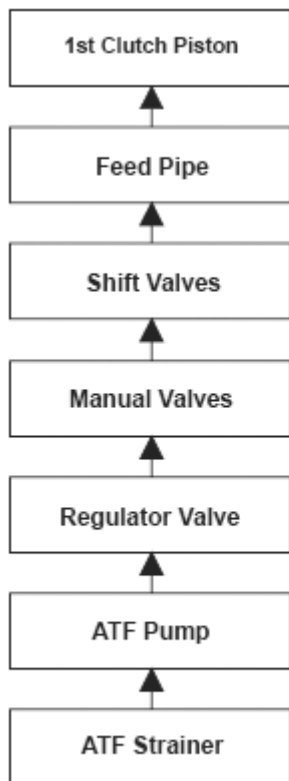 1st Clutch Piston
Feed Pipe
Shift Valves
Manual Valves
Regulator Valve
ATF Pump
ATF Strainer